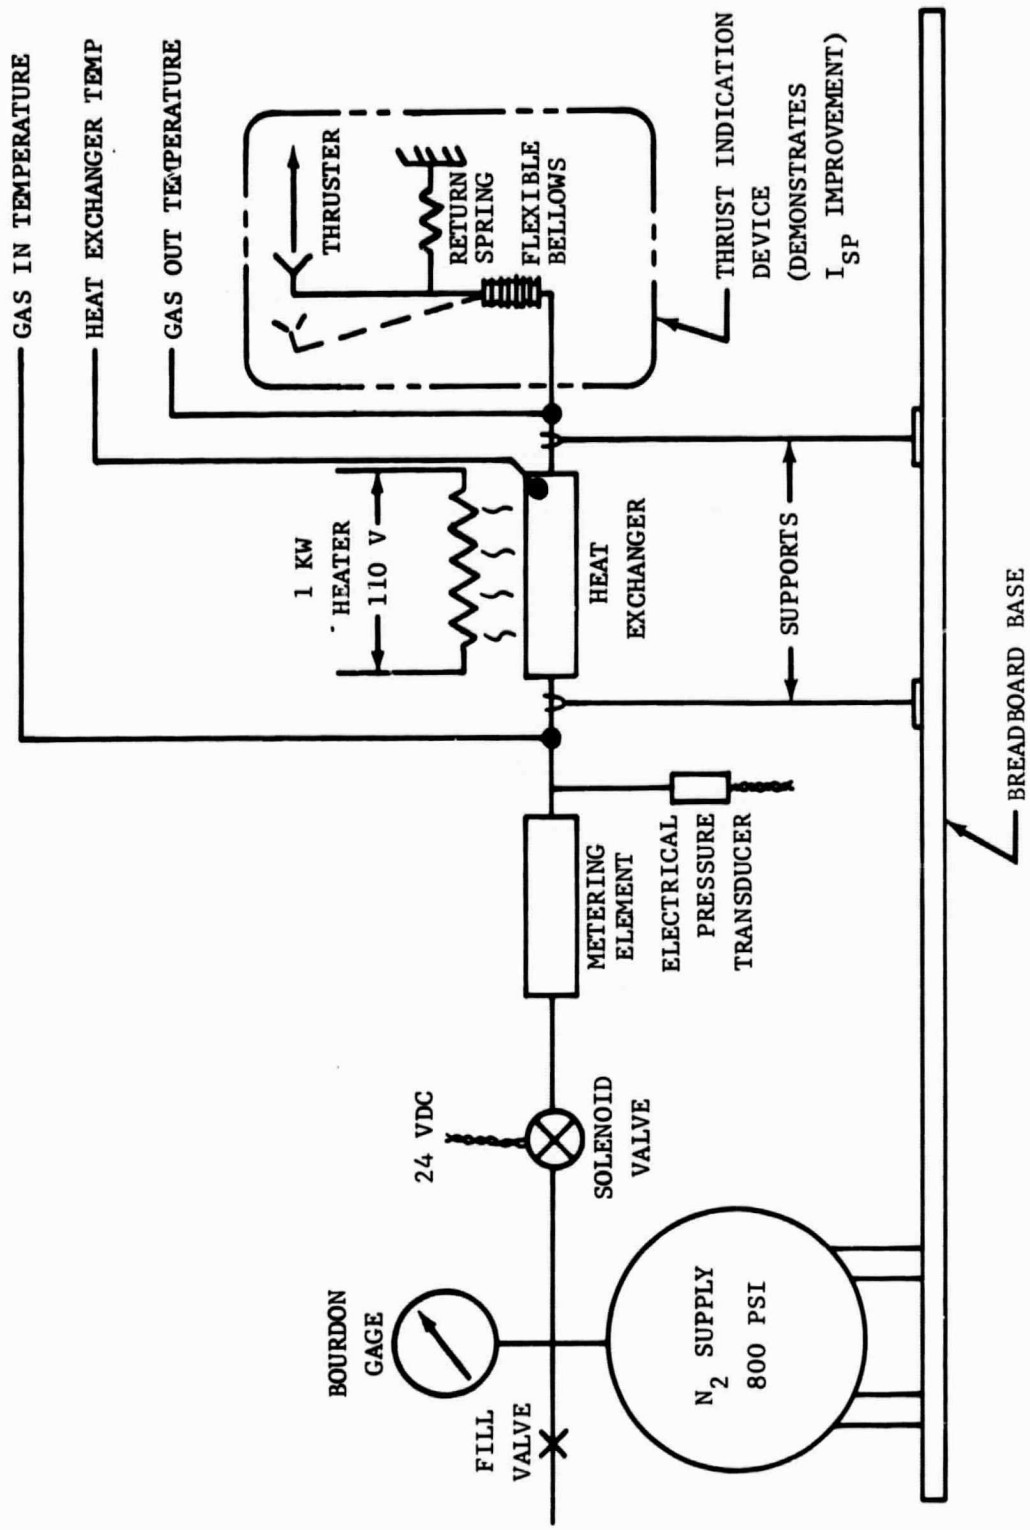 GAS IN TEMPERATURE
HEAT EXCHANGER TEMP
GAS OUT TEMPERATURE
THRUSTER
RETURN
SPRING
FLEXIBLE
BELLOWS
THRUST INDICATION
DEVICE
(DEMONSTRATES
I_SP IMPROVEMENT)
1 KW
HEATER
110 V
HEAT
EXCHANGER
SUPPORTS
METERING
ELEMENT
ELECTRICAL
PRESSURE
TRANSDUCER
24 VDC
SOLENOID
VALVE
BOURDON
GAGE
FILL
VALVE
N2 SUPPLY
800 PSI
BREADBOARD BASE